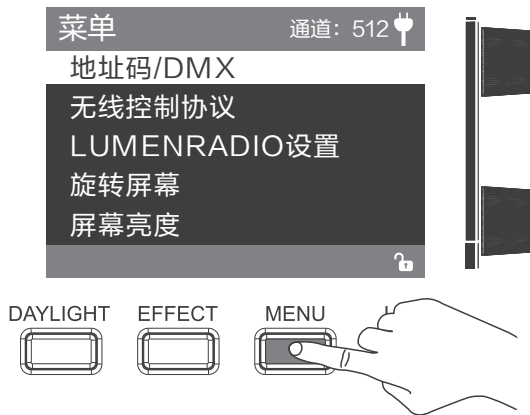 菜单
通道：512
地址码/DMX
无线控制协议
LUMENRADIO设置
旋转屏幕
屏幕亮度
DAYLIGHT EFFECT MENU